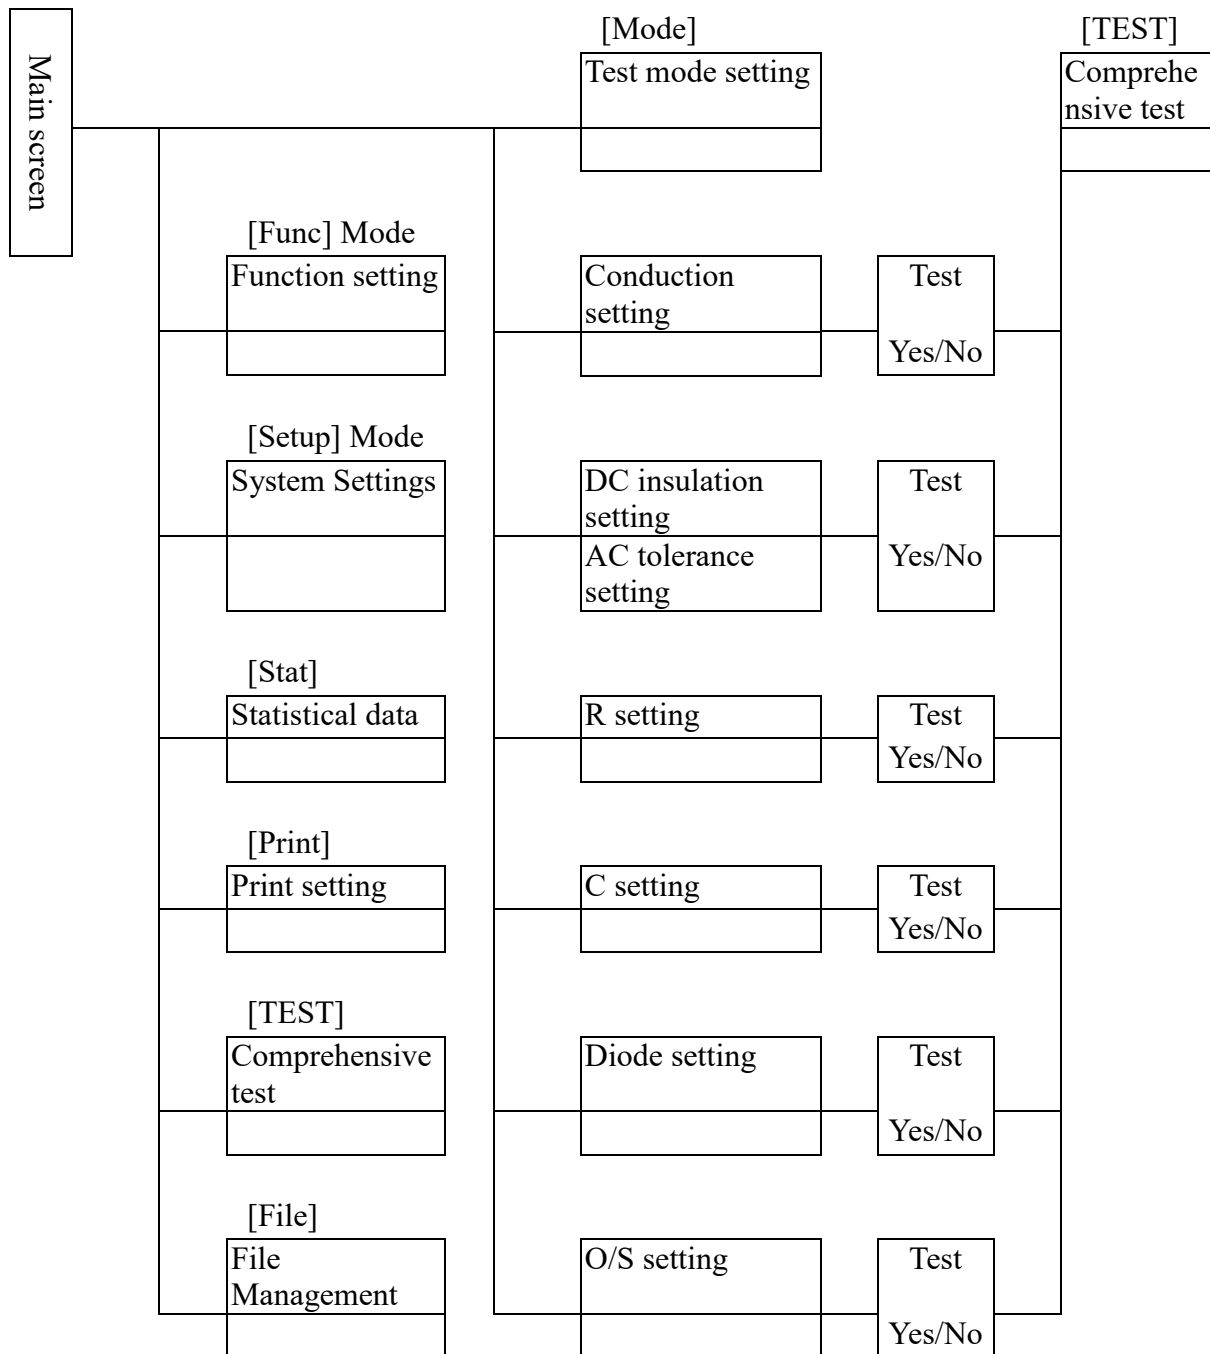 Main screen
[Mode]
[TEST]
Test mode setting
Comprehe
nsive test
[Func] Mode
Function setting
Conduction
setting
Test
Yes/No
[Setup] Mode
System Settings
DC insulation
setting
AC tolerance
setting
Test
Yes/No
[Stat]
Statistical data
R setting
Test
Yes/No
[Print]
Print setting
C setting
Test
Yes/No
[TEST]
Comprehensive
test
Diode setting
Test
Yes/No
[File]
File
Management
O/S setting
Test
Yes/No